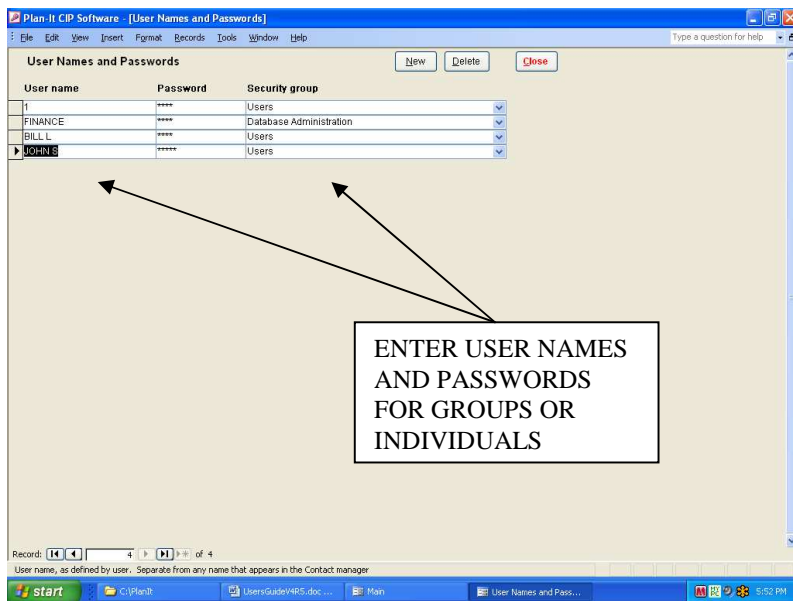 Plan-It CIP Software - [User Names and Passwords]
File Edit View Insert Format Records Tools Window Help Type a question for help
User Names and Passwords New Delete Close
User name Password Security group
1 **** Users
FINANCE **** Database Administration
BILL L **** Users
JOHN S ***** Users
ENTER USER NAMES
AND PASSWORDS
FOR GROUPS OR
INDIVIDUALS
Record: 4 of 4
User name, as defined by user. Separate from any name that appears in the Contact manager
start C:\PlanIt UsersGuideV4R5.doc ... Main User Names and Pass... 5:52 PM